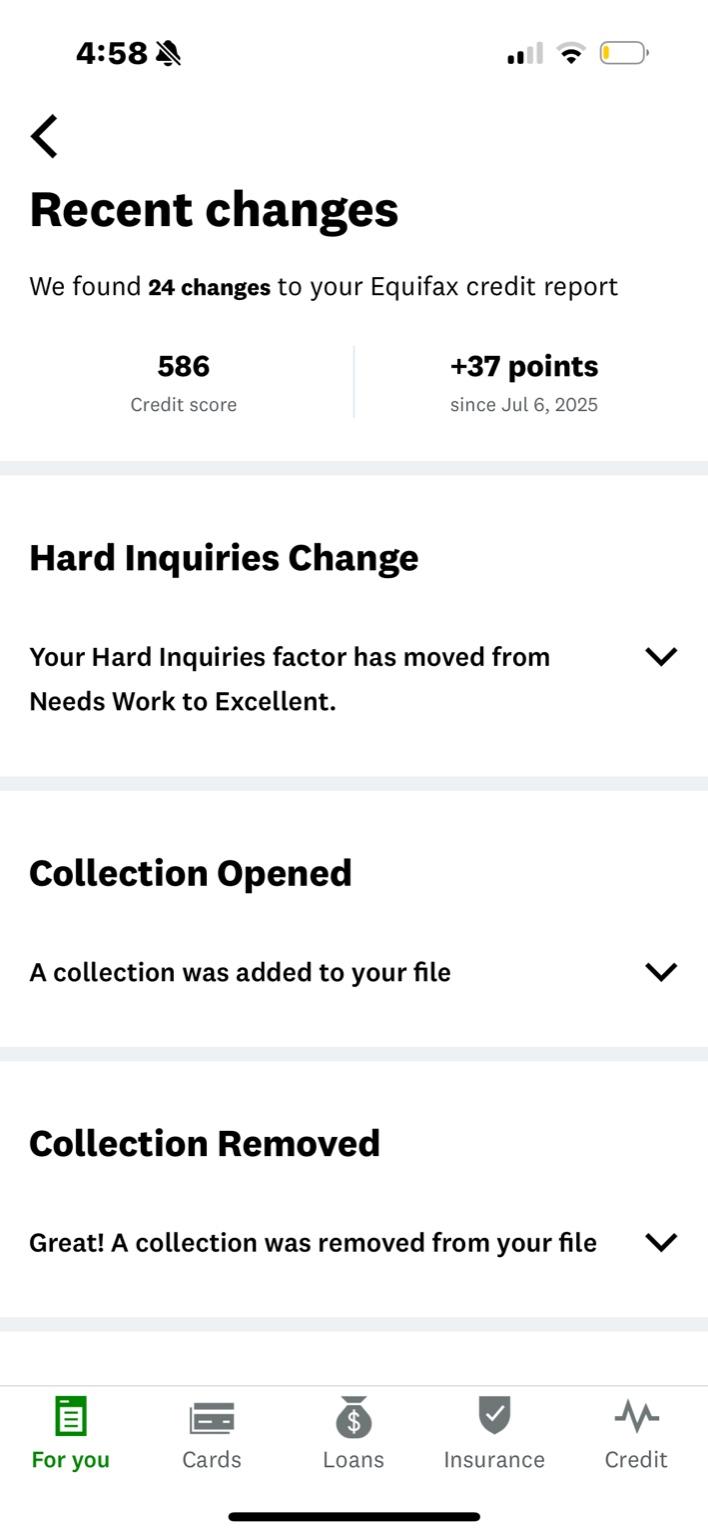 4:58
Recent changes
We found 24 changes to your Equifax credit report
586
Credit score
+37 points
since Jul 6, 2025
Hard Inquiries Change
Your Hard Inquiries factor has moved from
Needs Work to Excellent.
Collection Opened
A collection was added to your file
Collection Removed
Great! A collection was removed from your file
For you
Cards
Loans
Insurance
Credit